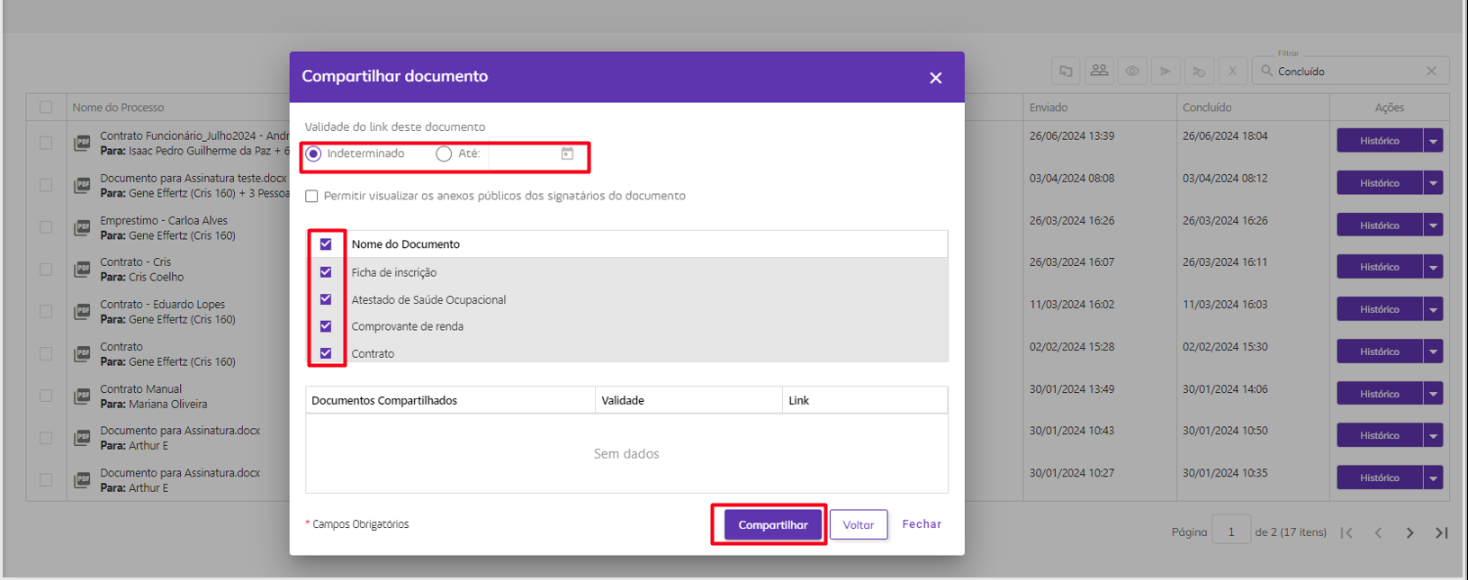 Filtrar
Concluído
Nome do Processo
Enviado
Concluído
Ações
Contrato Funcionário_Julho2024 - Andr
Para: Isaac Pedro Guilherme da Paz + 6
26/06/2024 13:39
26/06/2024 18:04
Histórico
Documento para Assinatura teste.docx
Para: Gene Effertz (Cris 160) + 3 Pessoa
03/04/2024 08:08
03/04/2024 08:12
Histórico
Emprestimo - Carloa Alves
Para: Gene Effertz (Cris 160)
26/03/2024 16:26
26/03/2024 16:26
Histórico
Contrato - Cris
Para: Cris Coelho
26/03/2024 16:07
26/03/2024 16:11
Histórico
Contrato - Eduardo Lopes
Para: Gene Effertz (Cris 160)
11/03/2024 16:02
11/03/2024 16:03
Histórico
Contrato
Para: Gene Effertz (Cris 160)
02/02/2024 15:28
02/02/2024 15:30
Histórico
Contrato Manual
Para: Mariana Oliveira
30/01/2024 13:49
30/01/2024 14:06
Histórico
Documento para Assinatura.docx
Para: Arthur E
30/01/2024 10:43
30/01/2024 10:50
Histórico
Documento para Assinatura.docx
Para: Arthur E
30/01/2024 10:27
30/01/2024 10:35
Histórico
Página 1 de 2 (17 itens)
Compartilhar documento
Validade do link deste documento
Indeterminado
Até:
Permitir visualizar os anexos públicos dos signatários do documento
Nome do Documento
Ficha de inscrição
Atestado de Saúde Ocupacional
Comprovante de renda
Contrato
Documentos Compartilhados
Validade
Link
Sem dados
* Campos Obrigatórios
Compartilhar
Voltar
Fechar